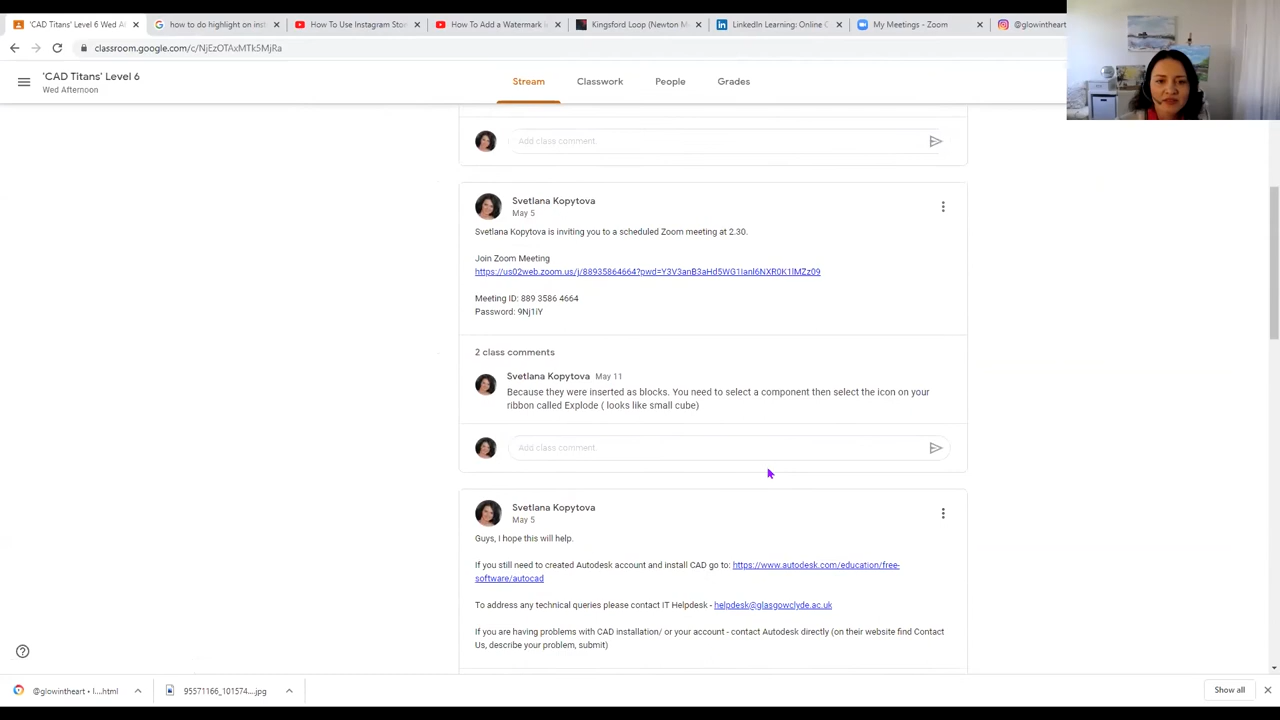 'CAD Titans' Level 6 Wed Af
how to do highlight on inst
How To Use Instagram Stor
How To Add a Watermark i
Kingsford Loop (Newton M
LinkedIn Learning: Online C
My Meetings - Zoom
@glowinthear
classroom.google.com/c/NjEzOTAxMTk5MjRa
'CAD Titans' Level 6
Wed Afternoon
Stream
Classwork
People
Grades
Add class comment.
Svetlana Kopytova
May 5
Svetlana Kopytova is inviting you to a scheduled Zoom meeting at 2.30.
Join Zoom Meeting
https://us02web.zoom.us/j/88935864664?pwd=Y3V3anB3aHd5WG1Ianl6NXR0K1lMZz09
Meeting ID: 889 3586 4664
Password: 9Nj1iY
2 class comments
Svetlana Kopytova May 11
Because they were inserted as blocks. You need to select a component then select the icon on your
ribbon called Explode ( looks like small cube)
Add class comment.
Svetlana Kopytova
May 5
Guys, I hope this will help.
If you still need to created Autodesk account and install CAD go to: https://www.autodesk.com/education/free-
software/autocad
To address any technical queries please contact IT Helpdesk - helpdesk@glasgowclyde.ac.uk
If you are having problems with CAD installation/ or your account - contact Autodesk directly (on their website find Contact
Us, describe your problem, submit)
@glowintheart • I....html
95571166_101574....jpg
Show all